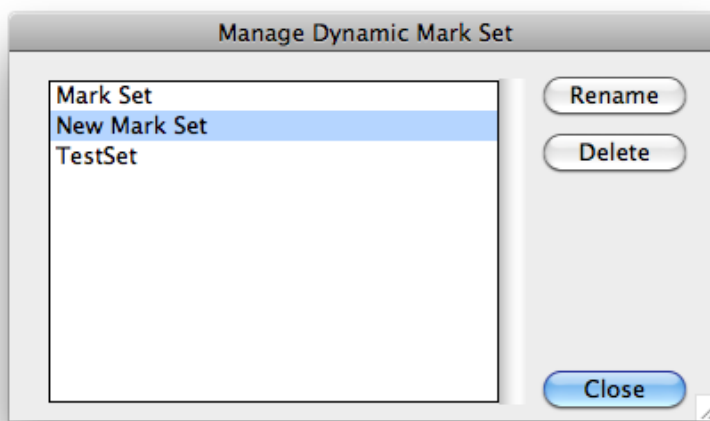 Manage Dynamic Mark Set
Mark Set
New Mark Set
TestSet
Rename
Delete
Close